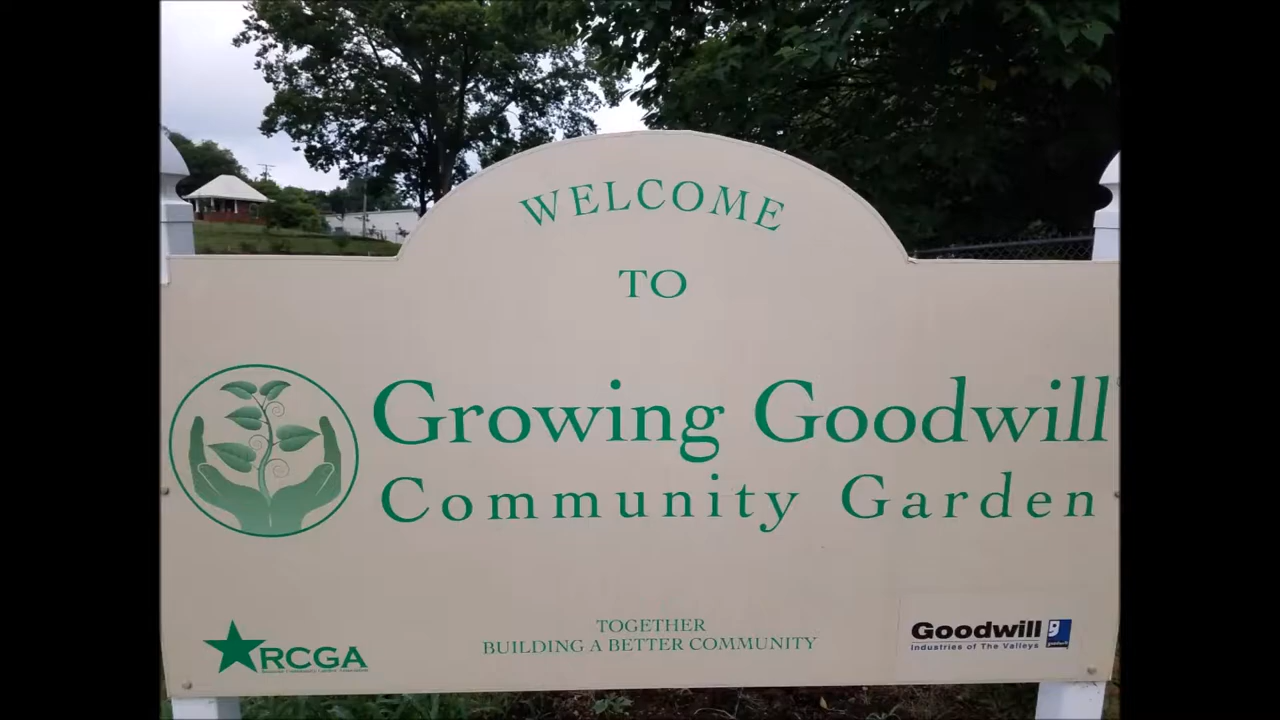 WELCOME
TO
Growing Goodwill
Community Garden
TOGETHER
BUILDING A BETTER COMMUNITY
RCGA
Goodwill
Industries of The Valleys